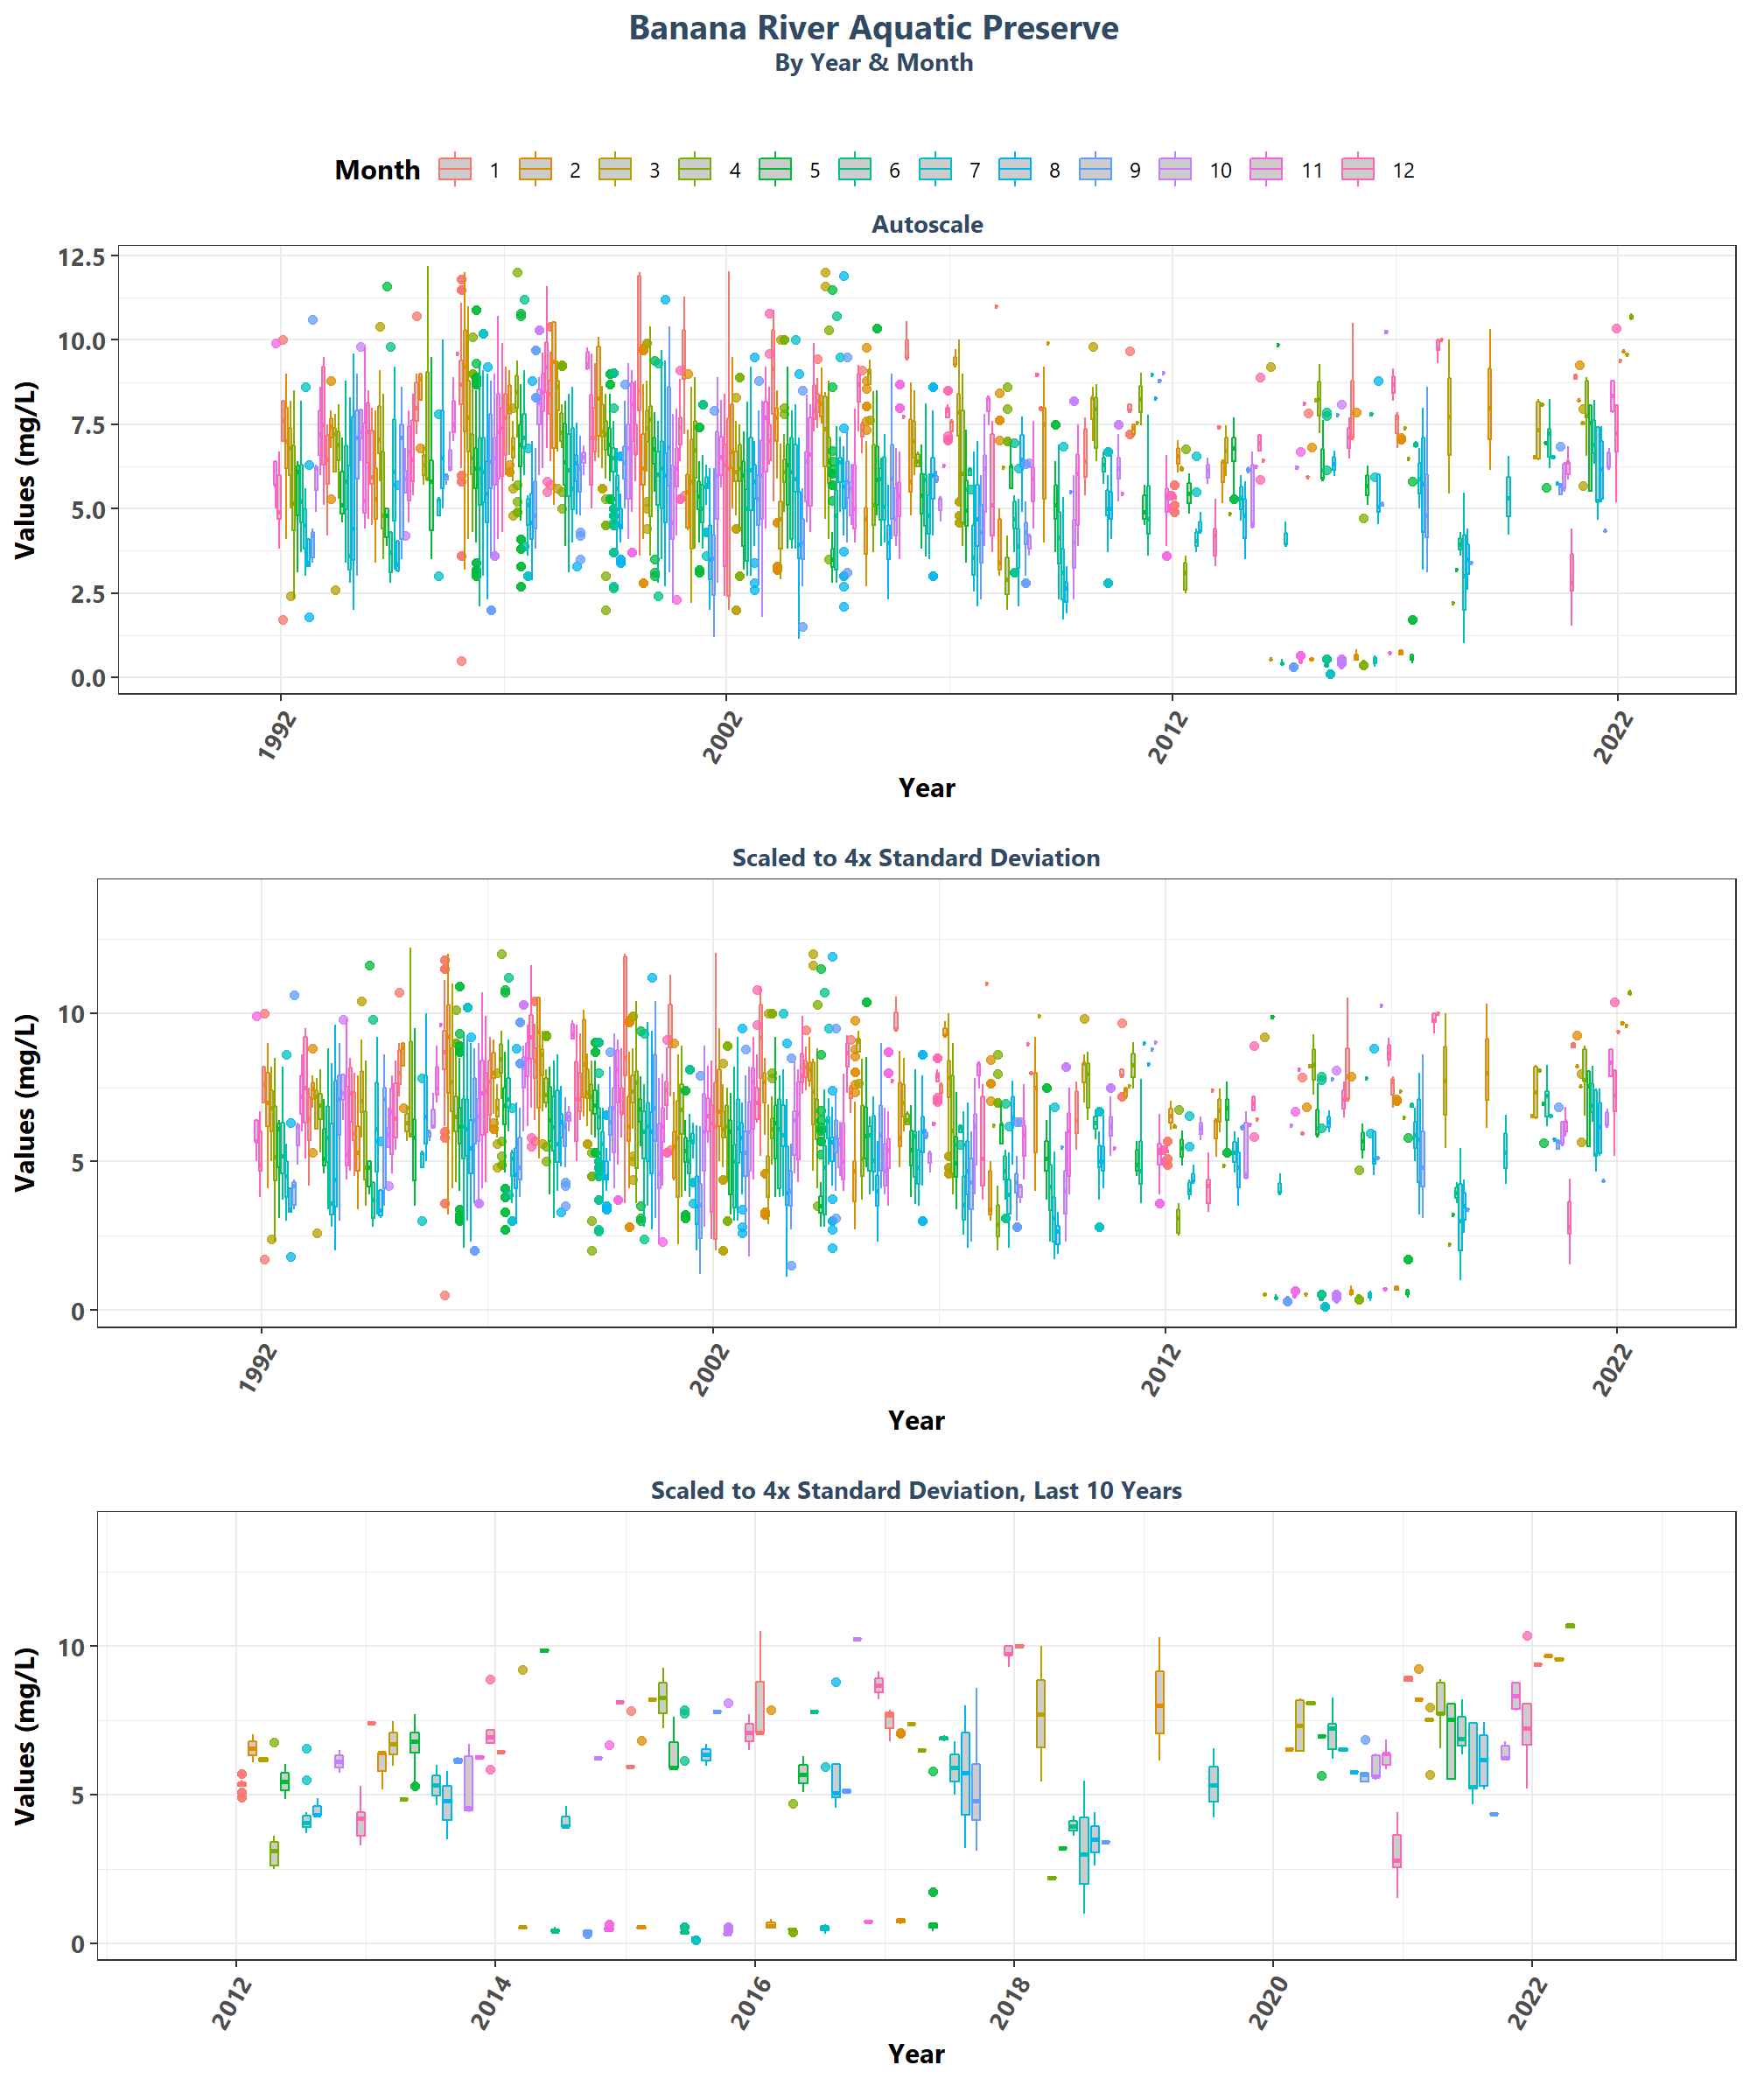 Banana River Aquatic Preserve
By Year & Month
Month 1 2 3 4 5 6 7 8 9 10 11 12
Autoscale
Values (mg/L)
12.5
10.0
7.5
5.0
2.5
0.0
1992 2002 2012 2022
Year
Scaled to 4x Standard Deviation
Values (mg/L)
10
5
0
1992 2002 2012 2022
Year
Scaled to 4x Standard Deviation, Last 10 Years
Values (mg/L)
10
5
0
2012 2014 2016 2018 2020 2022
Year